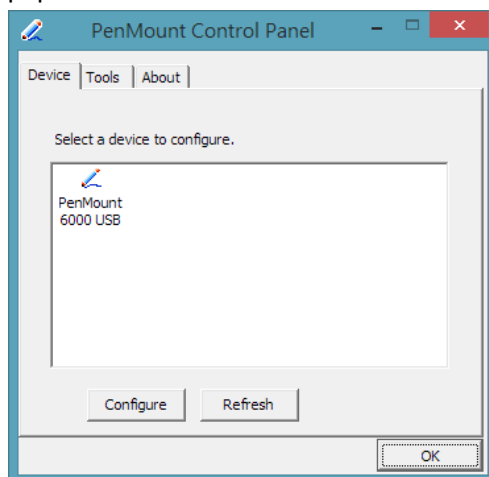 PenMount Control Panel
Device Tools About
Select a device to configure.
PenMount
6000 USB
Configure Refresh
OK